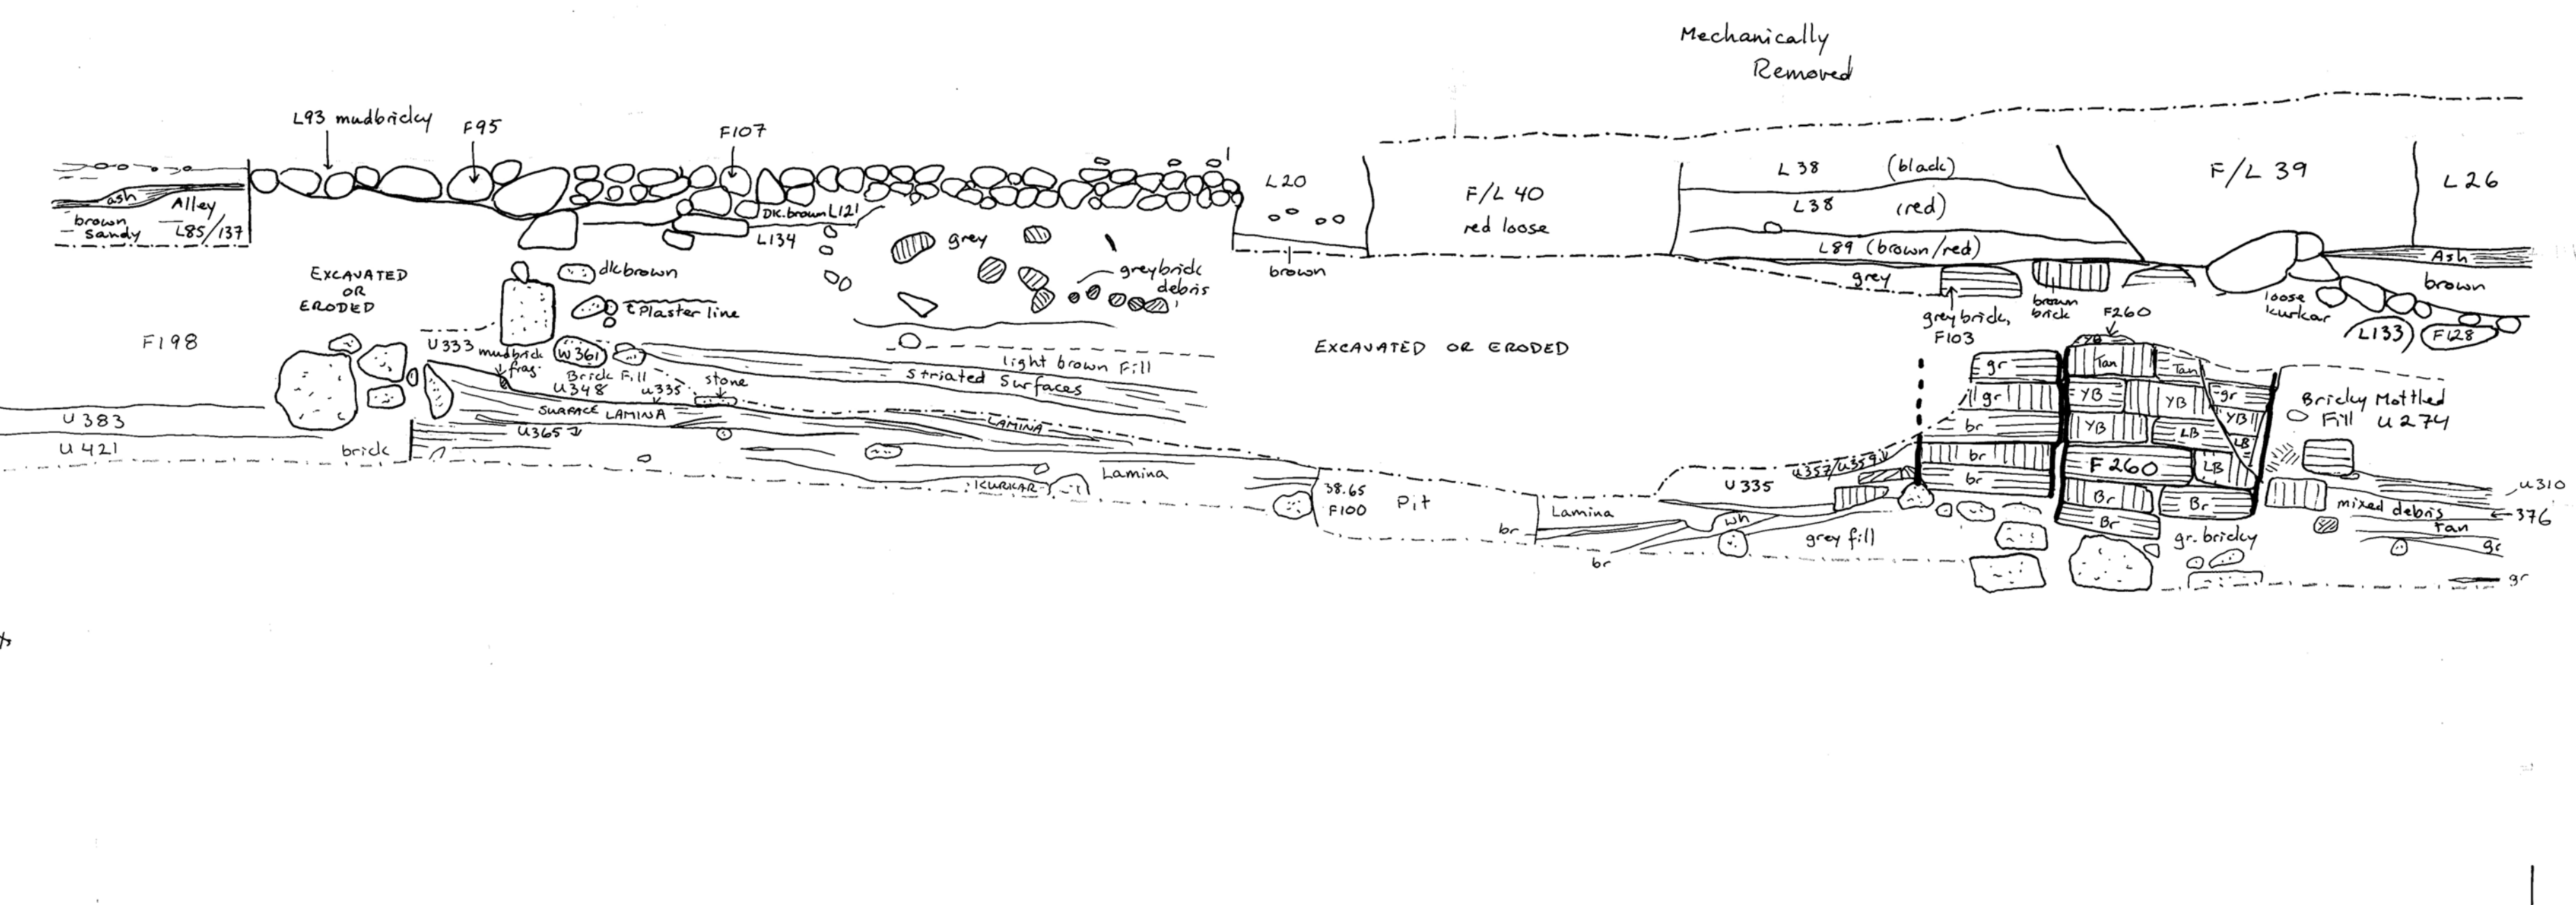 Mechanically
Removed
L93 mudbricky
F95
F107
ash
Alley
brown
sandy
L85/137
DK. brown L121
L134
grey
L20
brown
F/L 40
red loose
L38 (black)
L38 (red)
L89 (brown/red)
F/L 39
L26
Ash
brown
EXCAVATED
OR
ERODED
dk brown
Plaster line
grey brick
debris
grey
grey brick,
F103
brown
brick
F260
loose
kurkar
L133
F128
F198
U333
mudbrick
frag.
W361
Brick Fill
U348
U335
stone
light brown Fill
Striated Surfaces
EXCAVATED OR ERODED
SURFACE LAMINA
LAMINA
U383
U421
brick
U365
KURKAR
Lamina
38.65
F100
Pit
Lamina
br
br
wh
U335
U357/U359
grey fill
gr
gr
br
br
br
YB
Tan
Tan
YB
YB
gr
YB
YB
LB
LB
F260
LB
Br
Br
Br
Bricky Mottled
Fill U274
U310
mixed debris
376
Tan
gr
gr. bricky
gr